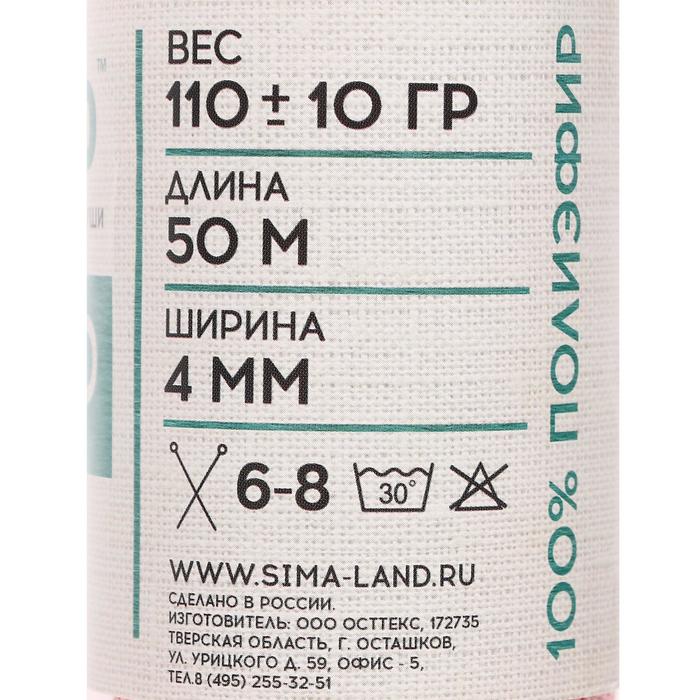 ВЕС
110 ± 10 ГР
ДЛИНА
50 М
ШИРИНА
4 ММ
6-8 30°
WWW.SIMA-LAND.RU
СДЕЛАНО В РОССИИ.
ИЗГОТОВИТЕЛЬ: ООО ОСТТЕКС, 172735
ТВЕРСКАЯ ОБЛАСТЬ, Г. ОСТАШКОВ,
УЛ. УРИЦКОГО Д. 59, ОФИС - 5,
ТЕЛ.8 (495) 255-32-51
100% ПОЛИЭФИР